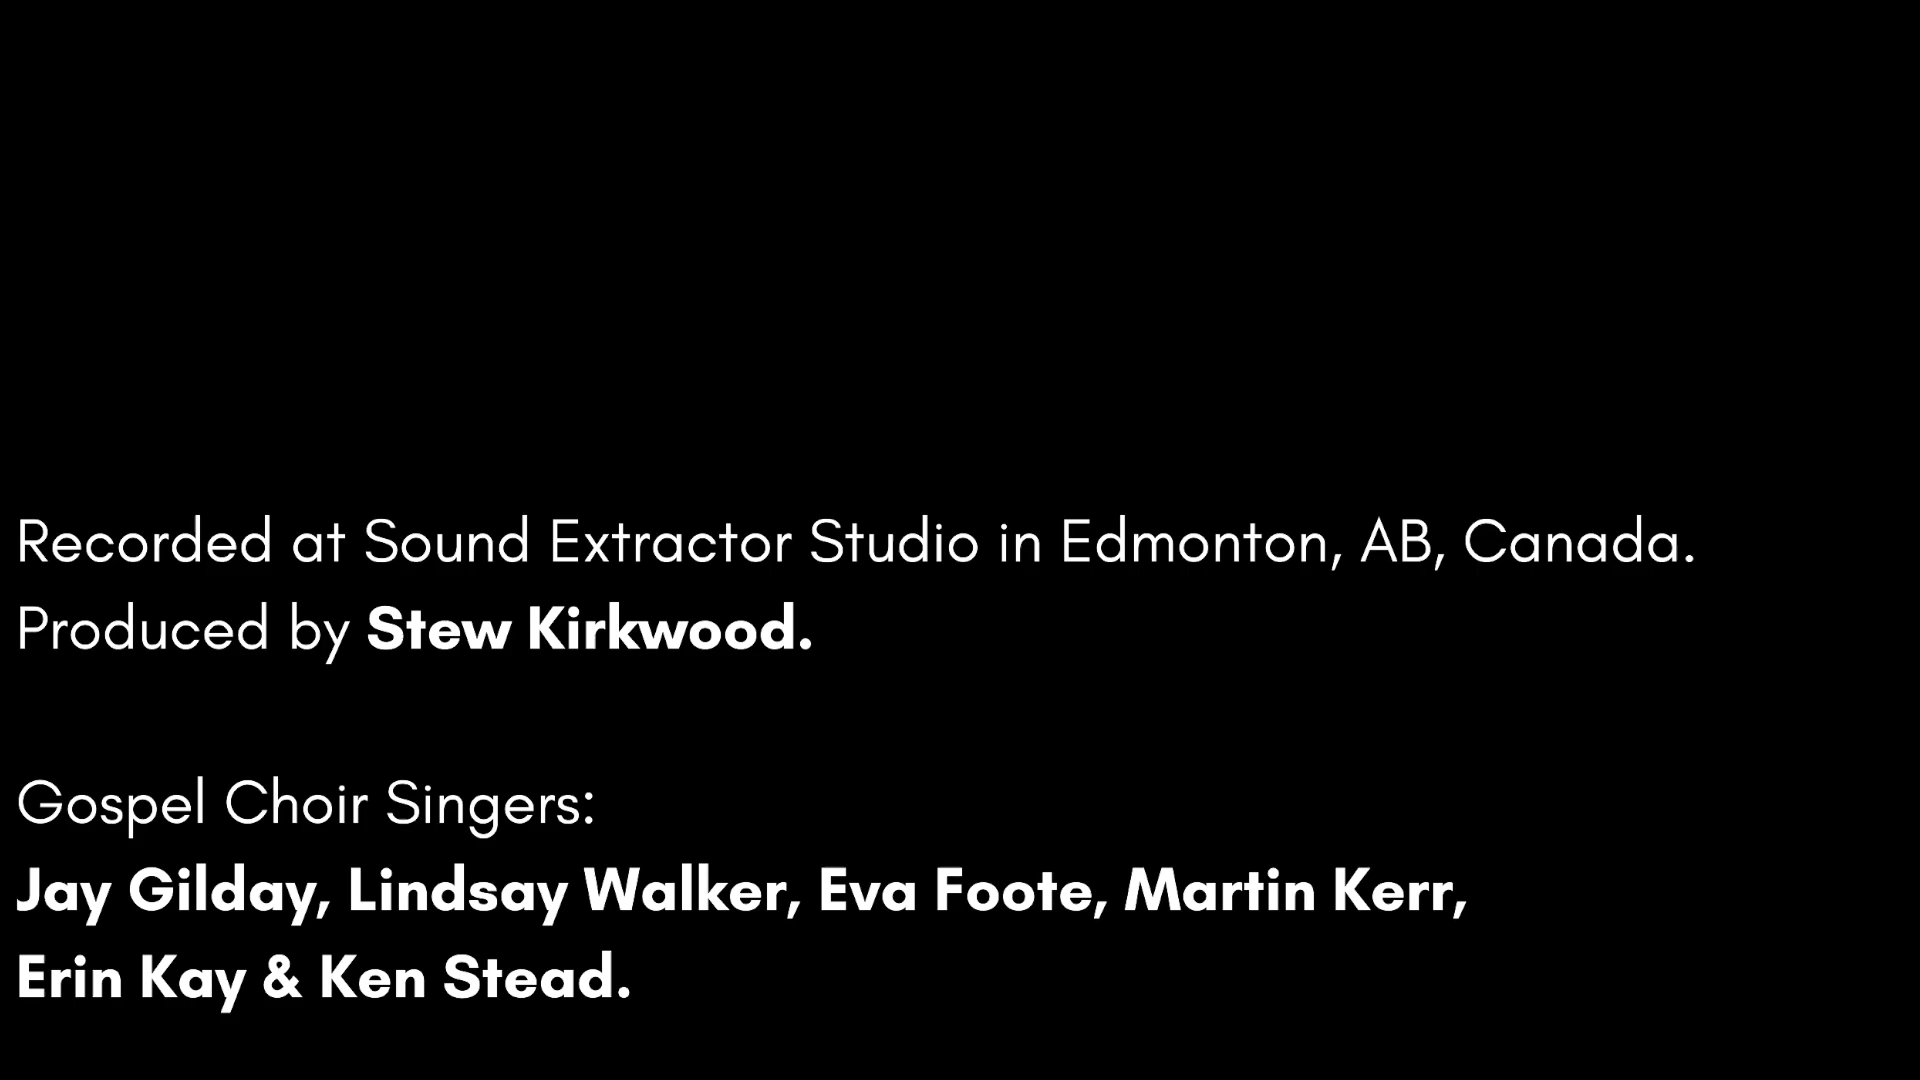 Recorded at Sound Extractor Studio in Edmonton, AB, Canada.
Produced by Stew Kirkwood.
Gospel Choir Singers:
Jay Gilday, Lindsay Walker, Eva Foote, Martin Kerr,
Erin Kay & Ken Stead.